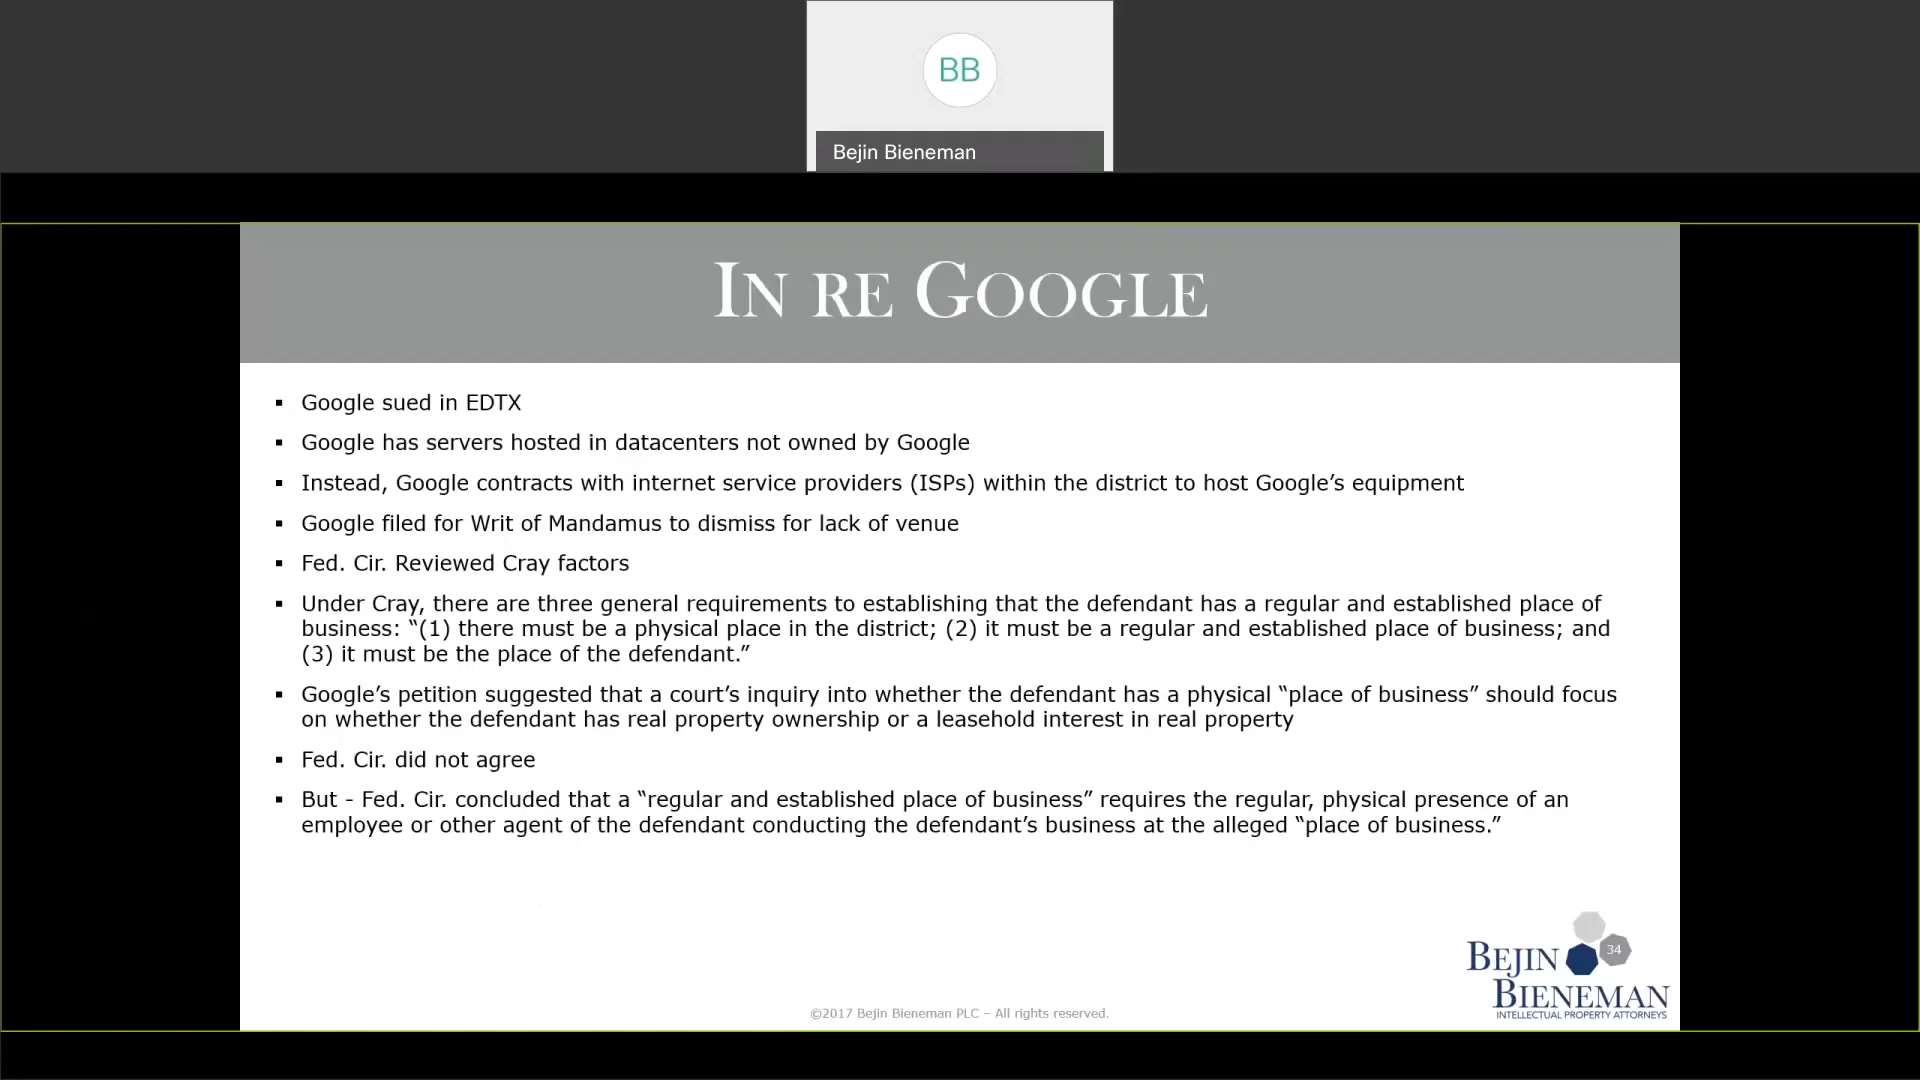 BB
Bejin Bieneman
IN RE GOOGLE
▪ Google sued in EDTX
▪ Google has servers hosted in datacenters not owned by Google
▪ Instead, Google contracts with internet service providers (ISPs) within the district to host Google’s equipment
▪ Google filed for Writ of Mandamus to dismiss for lack of venue
▪ Fed. Cir. Reviewed Cray factors
▪ Under Cray, there are three general requirements to establishing that the defendant has a regular and established place of
business: “(1) there must be a physical place in the district; (2) it must be a regular and established place of business; and
(3) it must be the place of the defendant.”
▪ Google’s petition suggested that a court’s inquiry into whether the defendant has a physical “place of business” should focus
on whether the defendant has real property ownership or a leasehold interest in real property
▪ Fed. Cir. did not agree
▪ But - Fed. Cir. concluded that a “regular and established place of business” requires the regular, physical presence of an
employee or other agent of the defendant conducting the defendant’s business at the alleged “place of business.”
34
BEJIN
BIENEMAN
INTELLECTUAL PROPERTY ATTORNEYS
©2017 Bejin Bieneman PLC – All rights reserved.